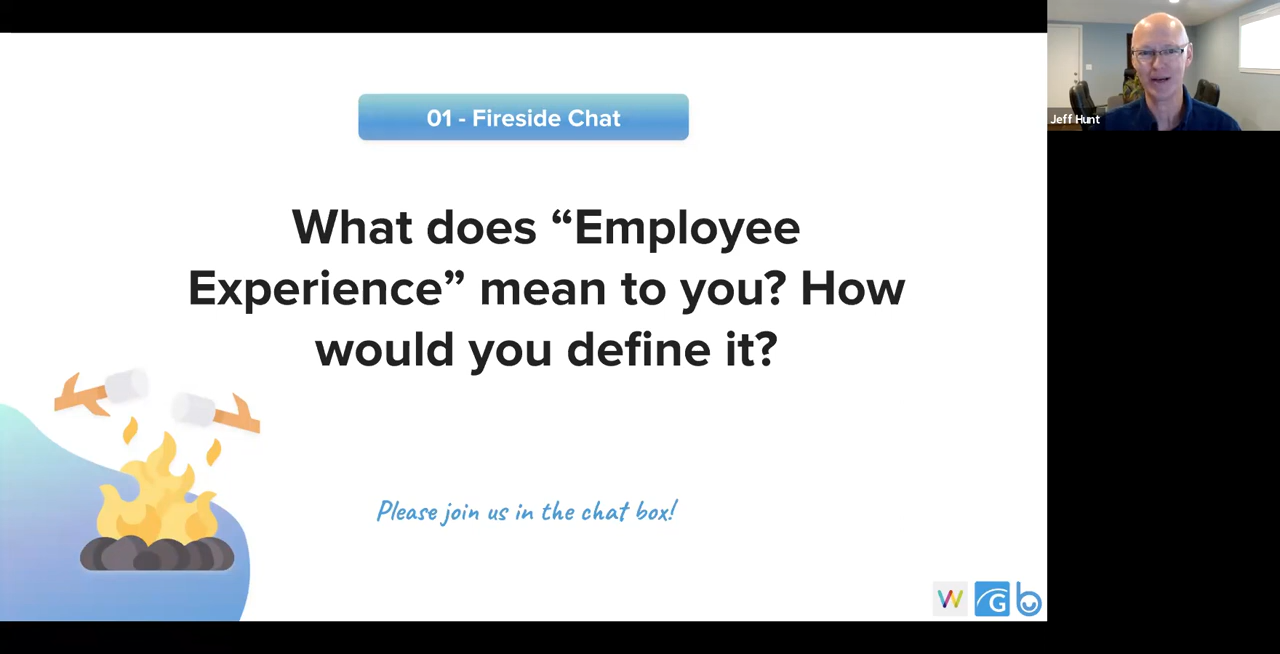 01 - Fireside Chat
What does “Employee
Experience” mean to you? How
would you define it?
Please join us in the chat box!
Jeff Hunt
W
G
b